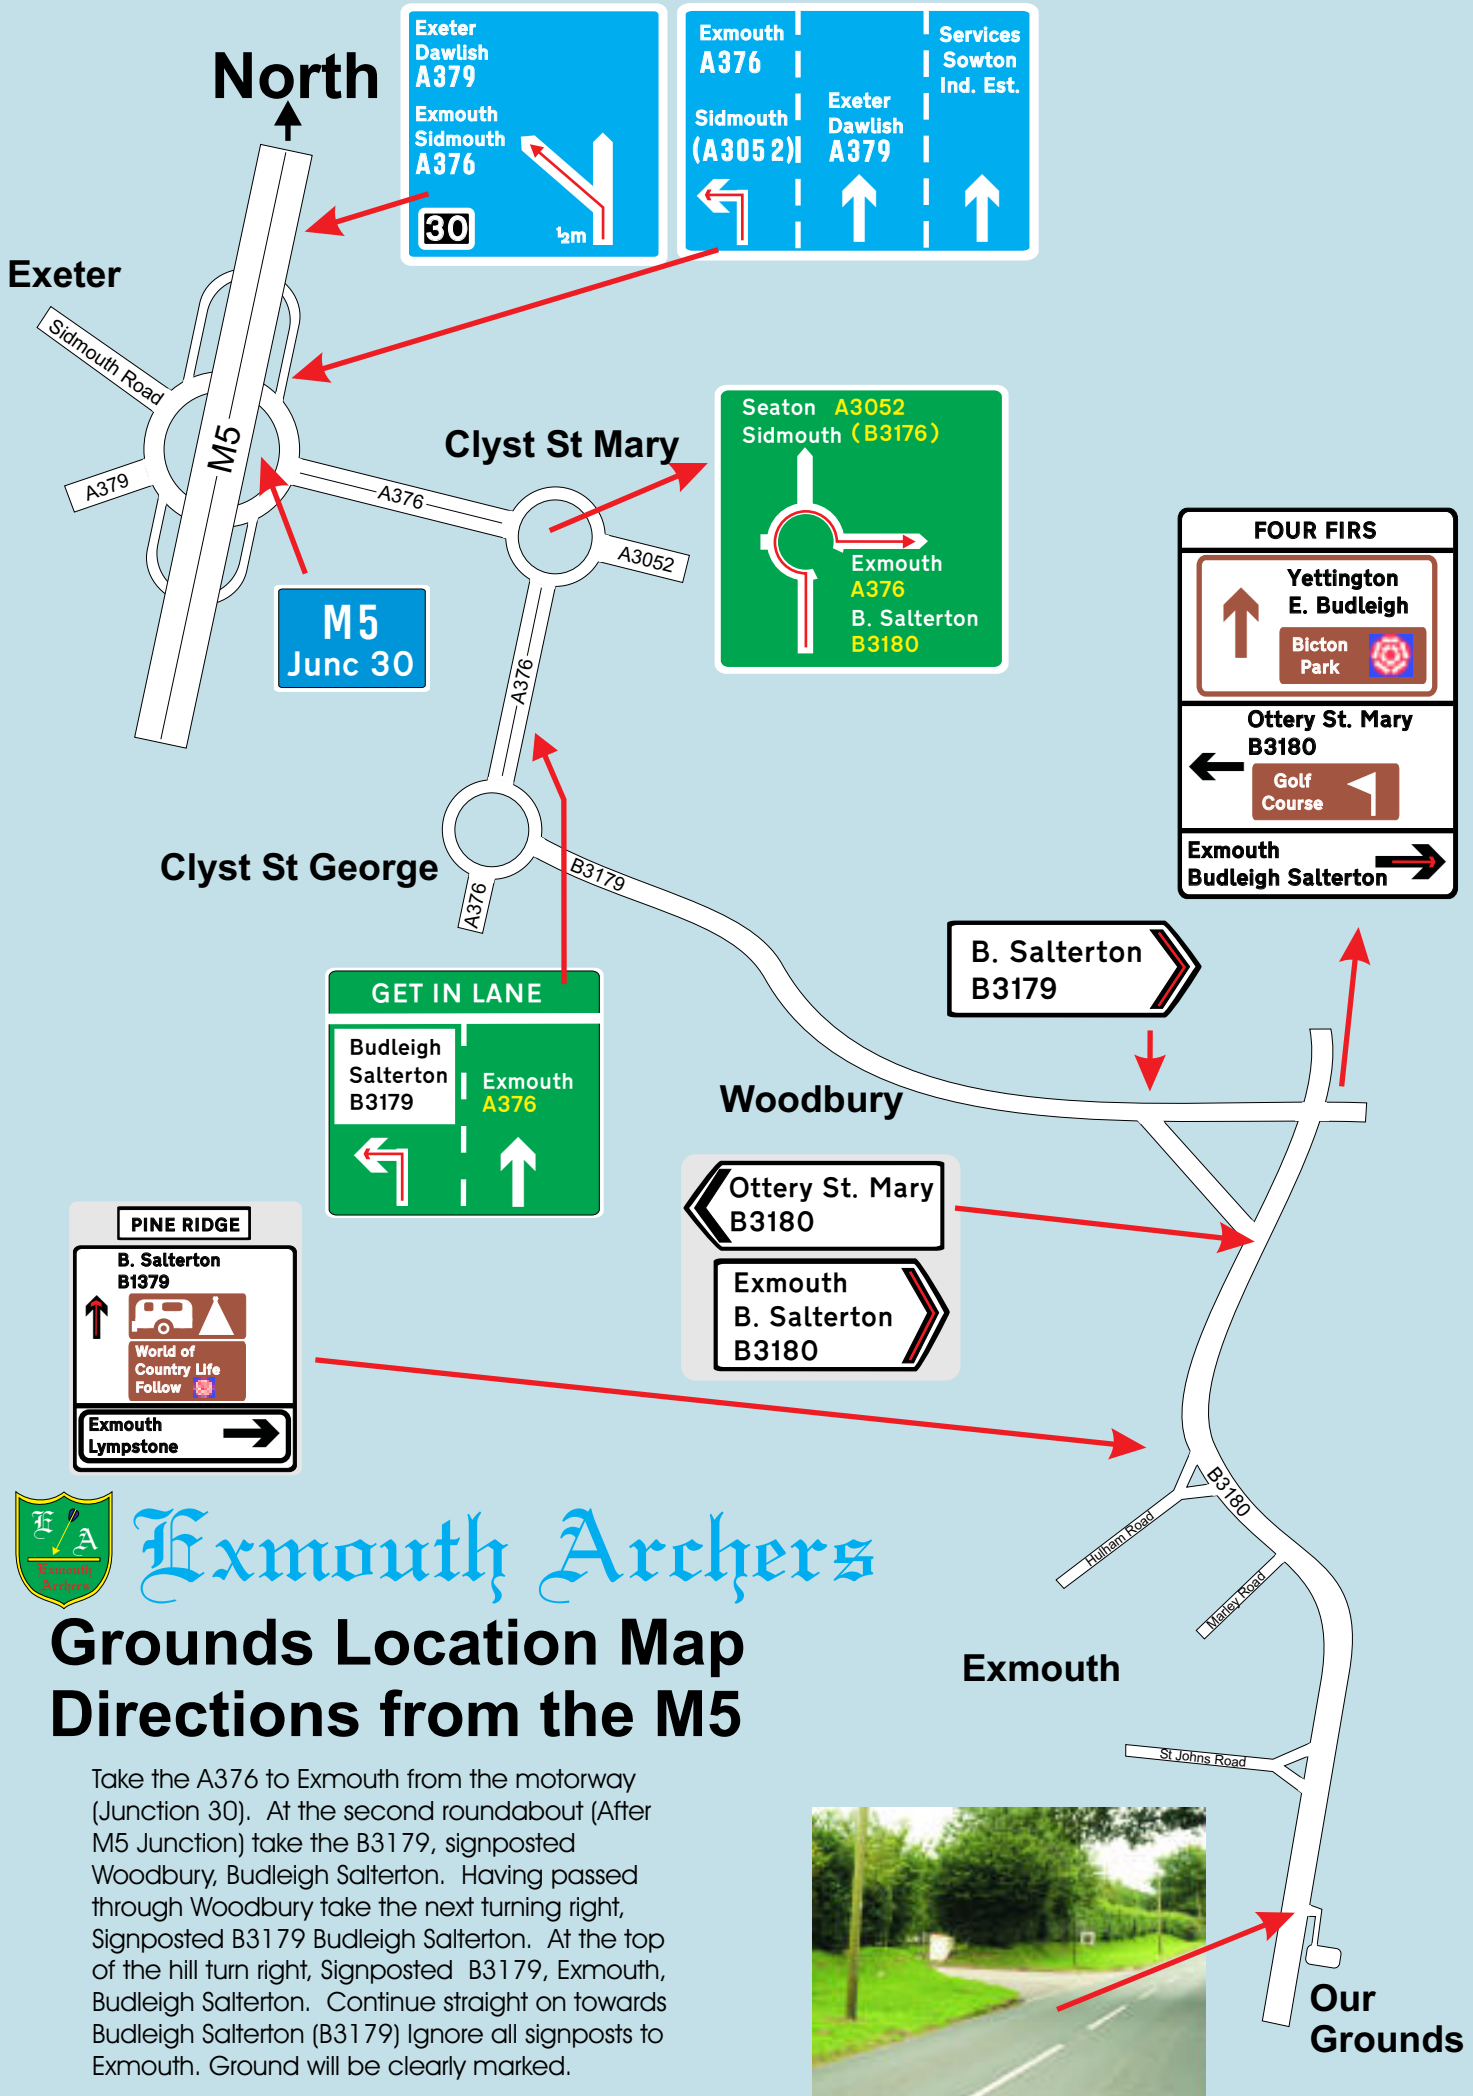 North
Exeter
Dawlish
A379
Exmouth
Sidmouth
A376
30
½m
Exmouth
A376
Sidmouth
(A3052)
Exeter
Dawlish
A379
Services
Sowton
Ind. Est.
Exeter
Sidmouth Road
M5
A379
A376
Clyst St Mary
A3052
Seaton A3052
Sidmouth (B3176)
Exmouth
A376
B. Salterton
B3180
M5
Junc 30
A376
FOUR FIRS
Yettington
E. Budleigh
Bicton
Park
Ottery St. Mary
B3180
Golf
Course
Exmouth
Budleigh Salterton
Clyst St George
B3179
A376
GET IN LANE
Budleigh
Salterton
B3179
Exmouth
A376
B. Salterton
B3179
Woodbury
Ottery St. Mary
B3180
Exmouth
B. Salterton
B3180
PINE RIDGE
B. Salterton
B1379
World of
Country Life
Follow
Exmouth
Lympstone
B3180
Hulham Road
Marley Road
Exmouth
St Johns Road
E A
Exmouth
Archers
Exmouth Archers
Grounds Location Map
Directions from the M5
Take the A376 to Exmouth from the motorway
(Junction 30). At the second roundabout (After
M5 Junction) take the B3179, signposted
Woodbury, Budleigh Salterton. Having passed
through Woodbury take the next turning right,
Signposted B3179 Budleigh Salterton. At the top
of the hill turn right, Signposted B3179, Exmouth,
Budleigh Salterton. Continue straight on towards
Budleigh Salterton (B3179) Ignore all signposts to
Exmouth. Ground will be clearly marked.
Our
Grounds